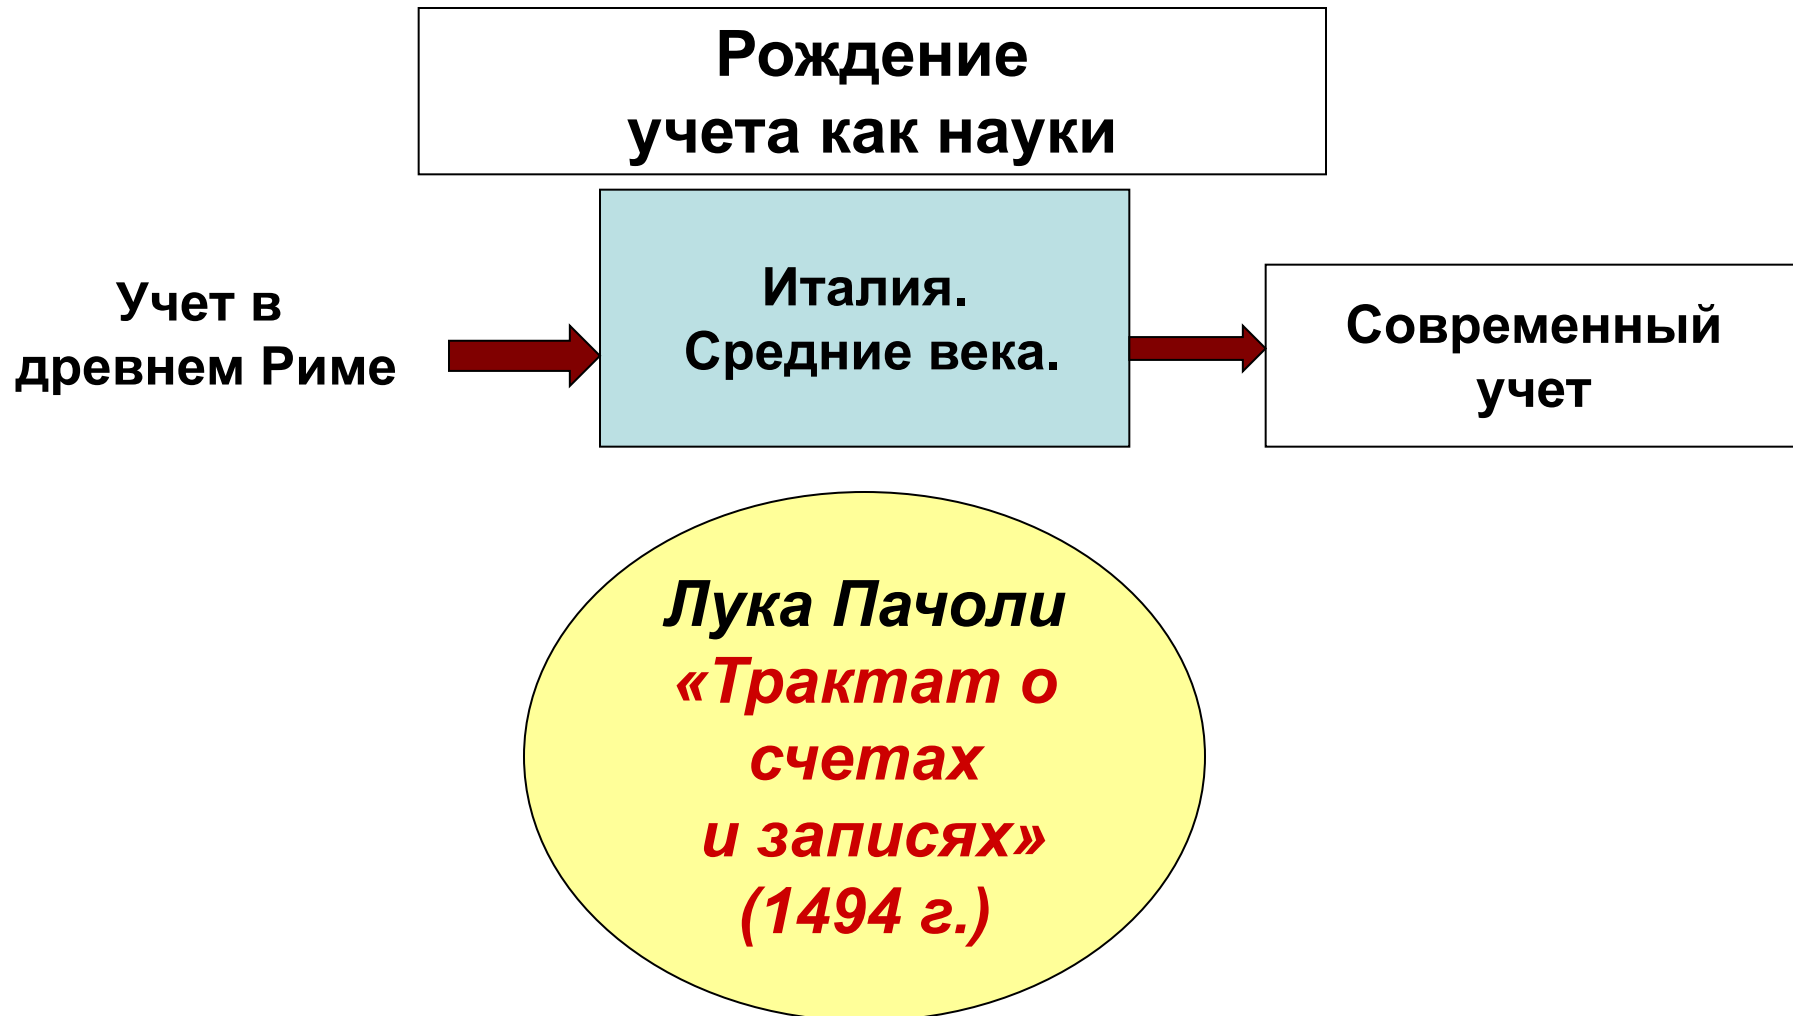 Рождение
учета как науки
Учет в
древнем Риме
Италия.
Средние века.
Современный
учет
Лука Пачоли
«Трактат о
счетах
и записях»
(1494 г.)